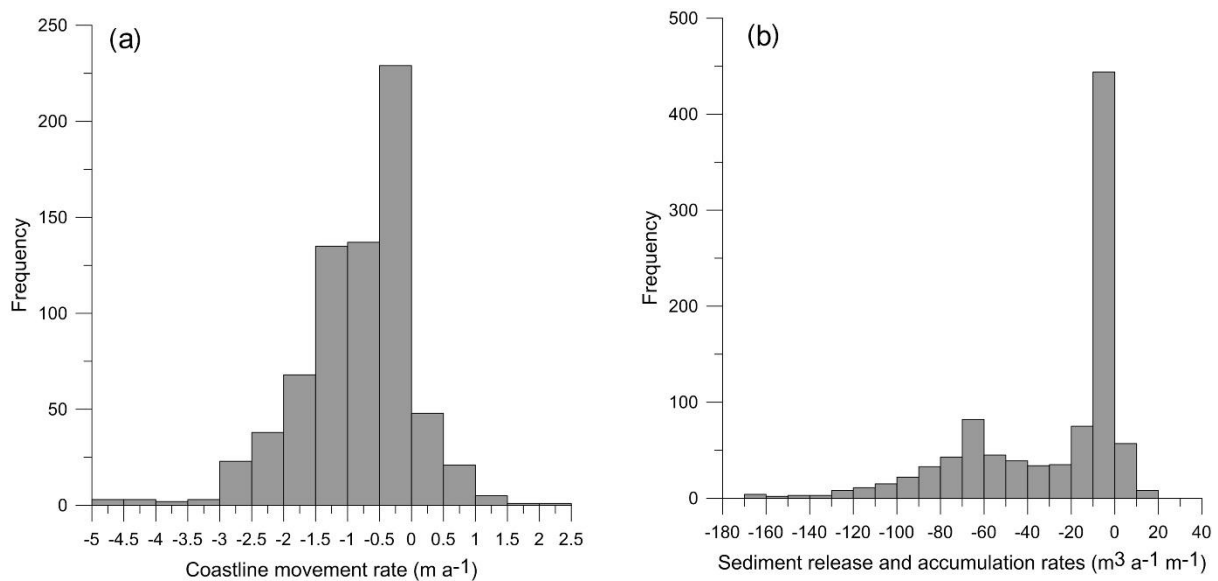 (a)
250
200
150
100
50
0
Frequency
-5 -4.5 -4 -3.5 -3 -2.5 -2 -1.5 -1 -0.5 0 0.5 1 1.5 2 2.5
Coastline movement rate (m a-1)
(b)
500
400
300
200
100
0
Frequency
-180 -160 -140 -120 -100 -80 -60 -40 -20 0 20 40
Sediment release and accumulation rates (m3 a-1 m-1)